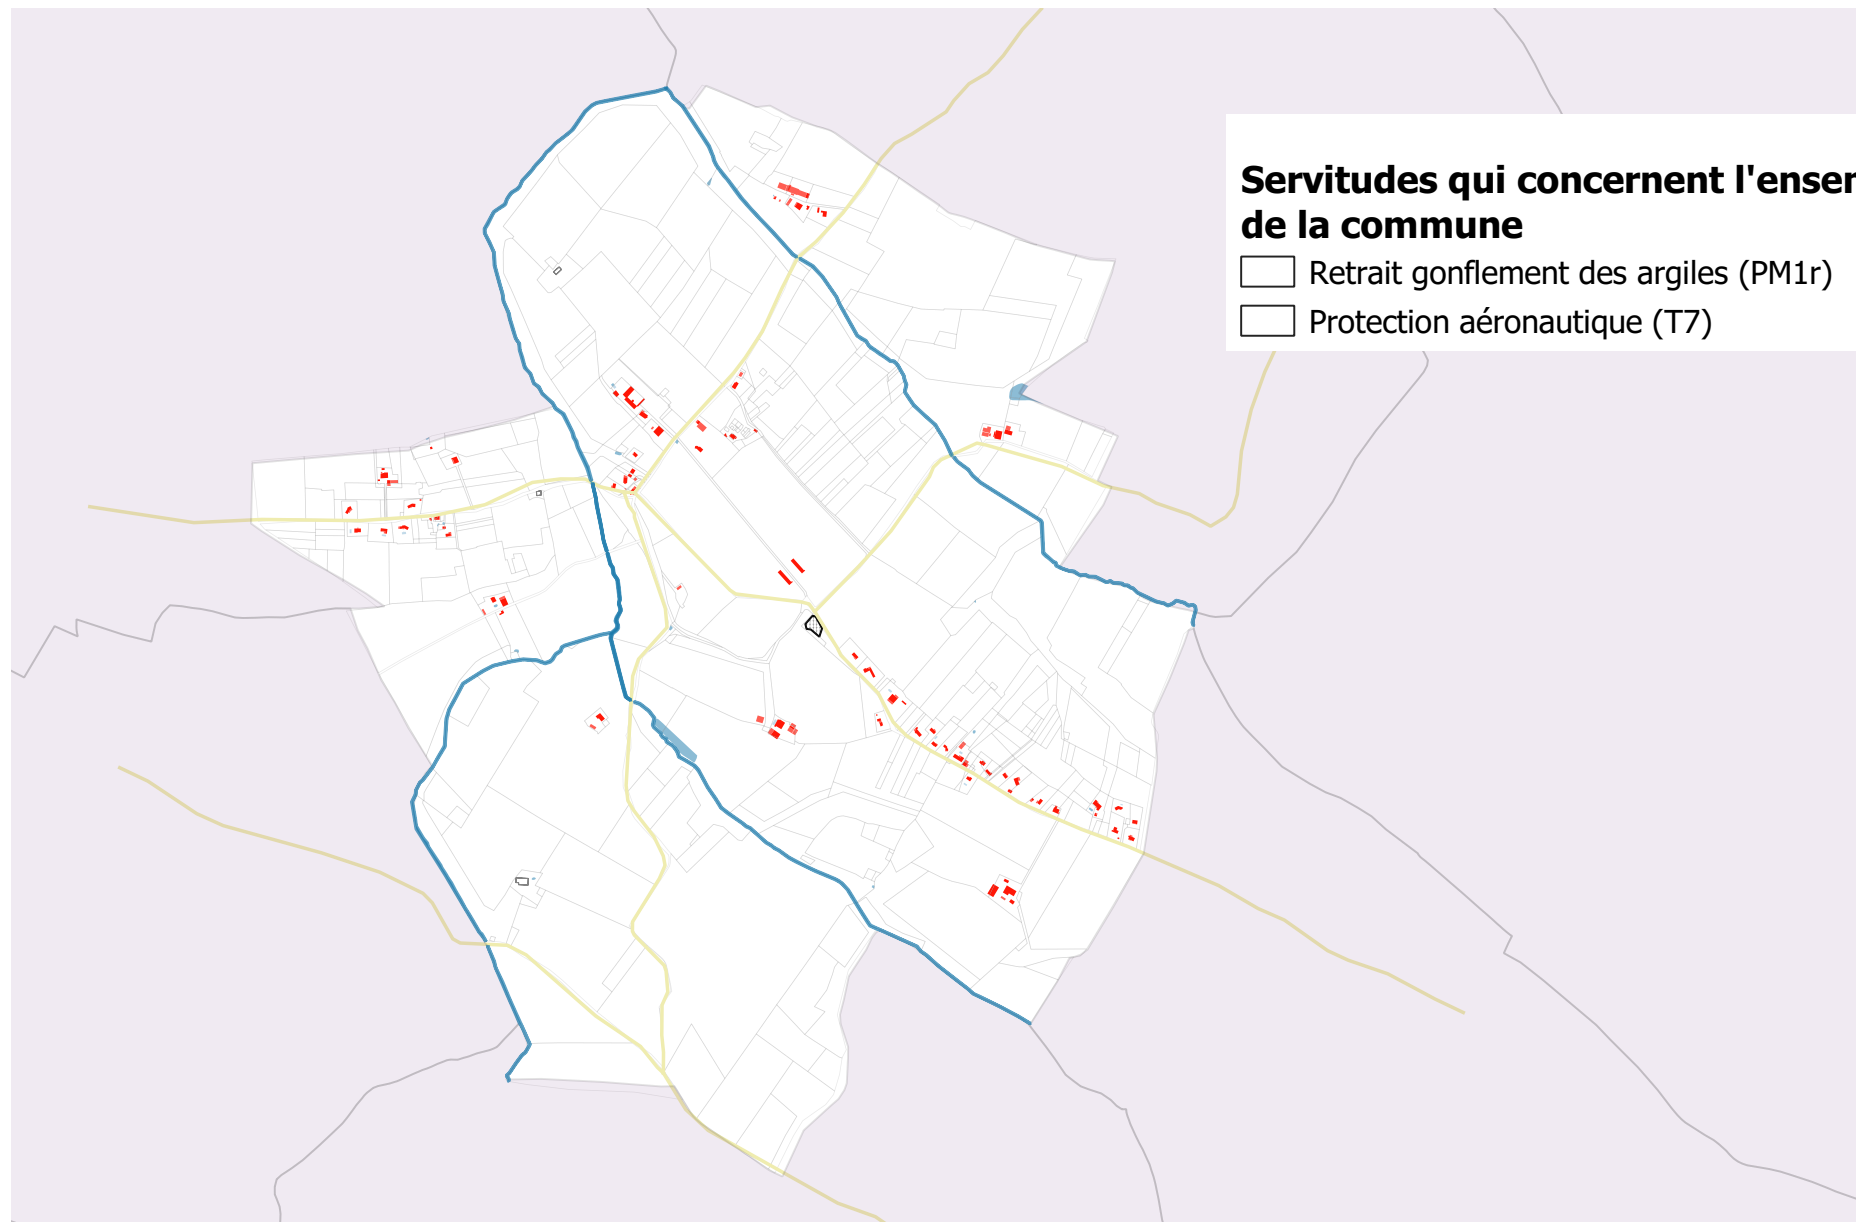 Servitudes qui concernent l'enser
de la commune
Retrait gonflement des argiles (PM1r)
Protection aéronautique (T7)